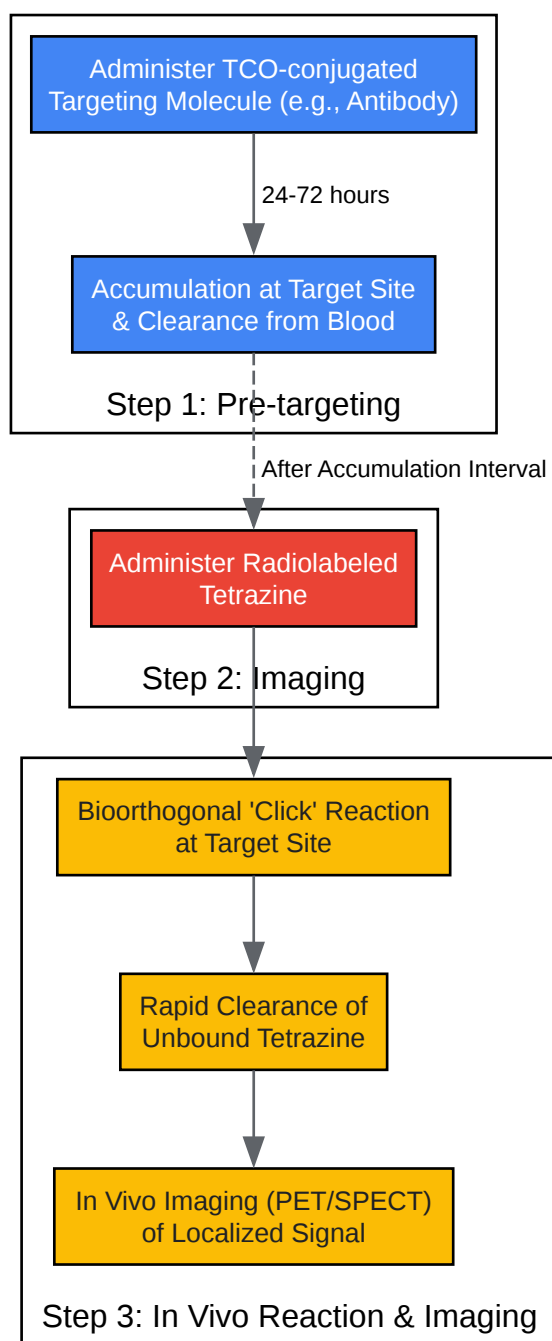 Administer TCO-conjugated
Targeting Molecule (e.g., Antibody)
24-72 hours
Accumulation at Target Site
& Clearance from Blood
Step 1: Pre-targeting
After Accumulation Interval
Administer Radiolabeled
Tetrazine
Step 2: Imaging
Bioorthogonal 'Click' Reaction
at Target Site
Rapid Clearance of
Unbound Tetrazine
In Vivo Imaging (PET/SPECT)
of Localized Signal
Step 3: In Vivo Reaction & Imaging